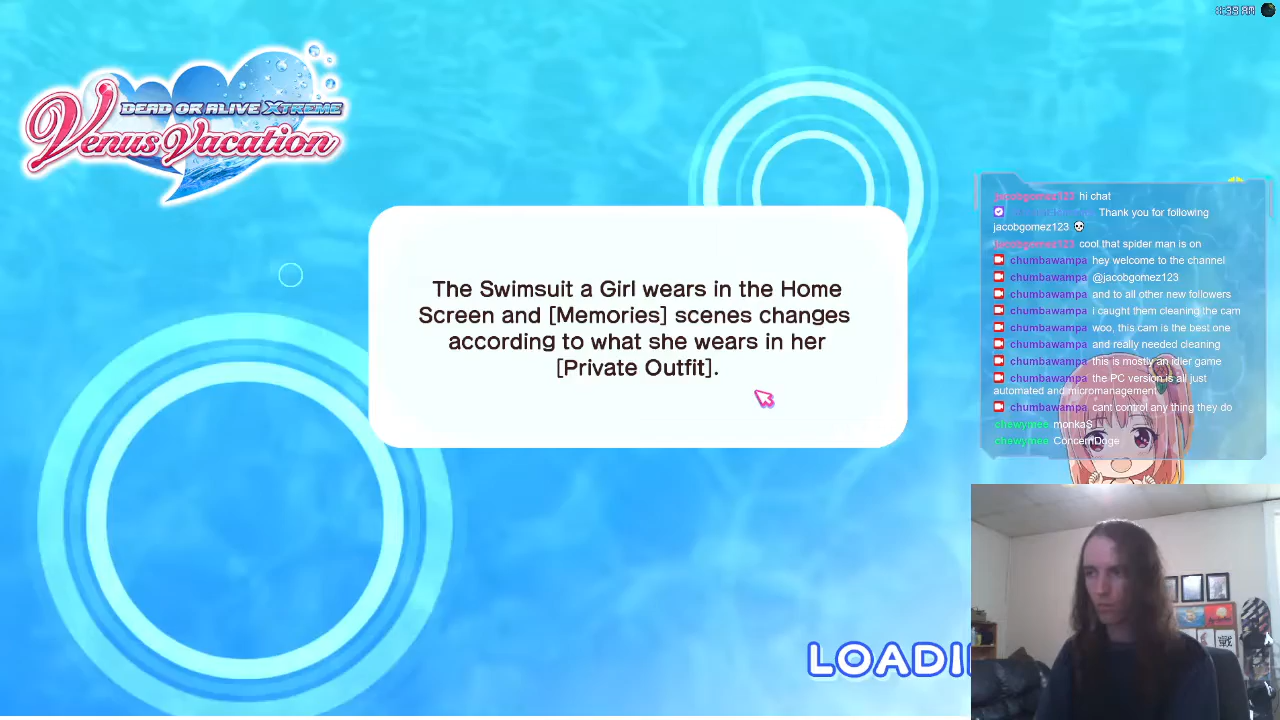 DEAD OR ALIVE XTREME
Venus Vacation
The Swimsuit a Girl wears in the Home
Screen and [Memories] scenes changes
according to what she wears in her
[Private Outfit].
LOADI
jacobgomez123 hi chat
Thank you for following
jacobgomez123
jacobgomez123 cool that spider man is on
chumbawampa hey welcome to the channel
chumbawampa @jacobgomez123
chumbawampa and to all other new followers
chumbawampa i caught them cleaning the cam
chumbawampa woo, this cam is the best one
chumbawampa and really needed cleaning
chumbawampa this is mostly an idler game
chumbawampa the PC version is all just
automated and micromanagement
chumbawampa cant control any thing they do
chewymee monkaS
chewymee ConcernDoge